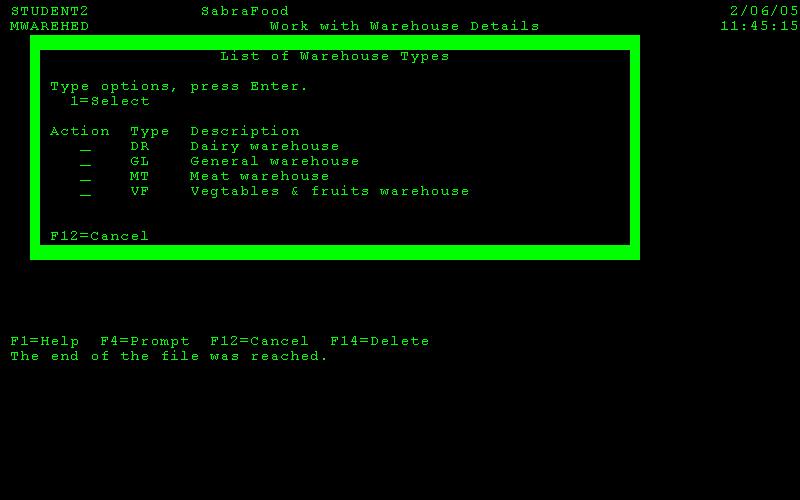 STUDENT2 SabraFood 2/06/05
MWAREHED Work with Warehouse Details 11:45:15
List of Warehouse Types
Type options, press Enter.
1=Select
Action Type Description
_ DR Dairy warehouse
_ GL General warehouse
_ MT Meat warehouse
_ VF Vegtables & fruits warehouse
F12=Cancel
F1=Help F4=Prompt F12=Cancel F14=Delete
The end of the file was reached.